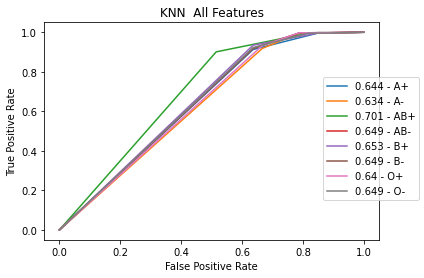 KNN  All Features
True Positive Rate
1.0
0.8
0.6
0.4
0.2
0.0
0.644 - A+
0.634 - A-
0.701 - AB+
0.649 - AB-
0.653 - B+
0.649 - B-
0.64 - O+
0.649 - O-
0.0 0.2 0.4 0.6 0.8 1.0
False Positive Rate